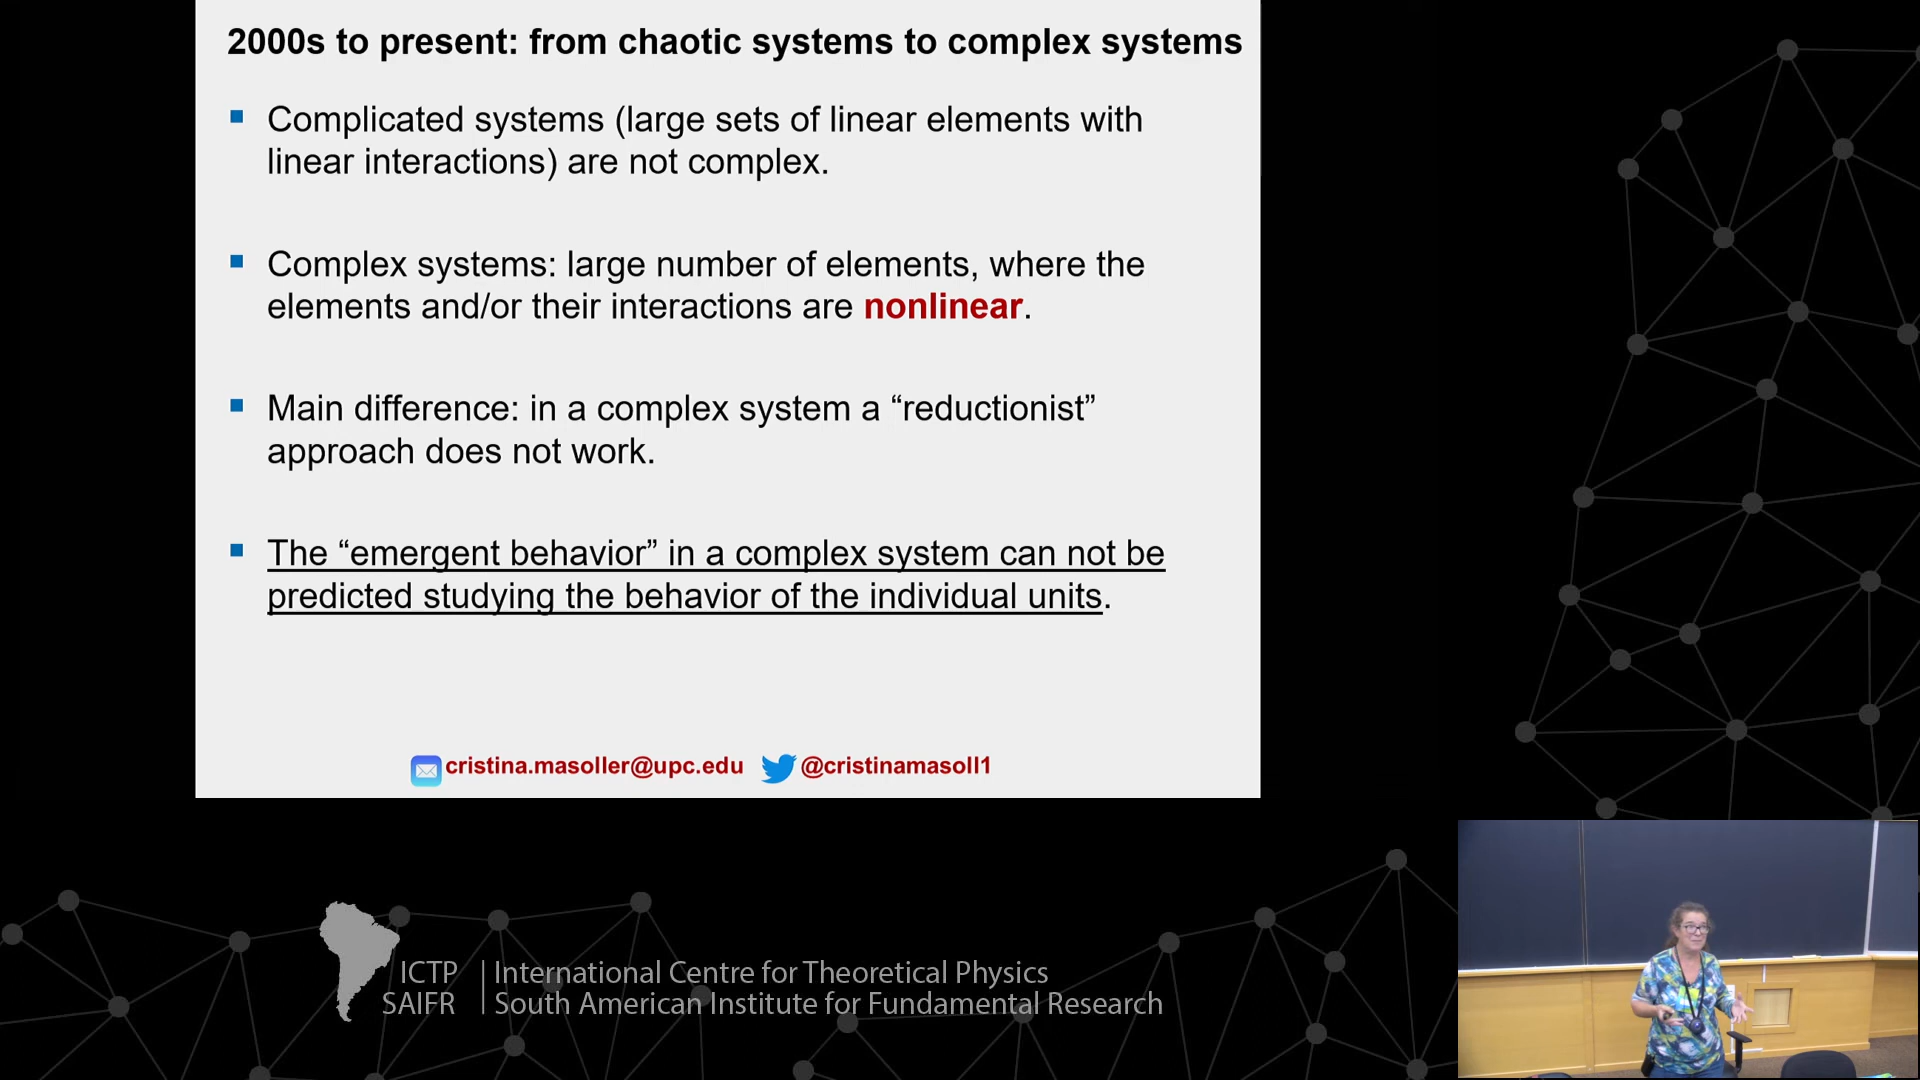 2000s to present: from chaotic systems to complex systems
Complicated systems (large sets of linear elements with
linear interactions) are not complex.
Complex systems: large number of elements, where the
elements and/or their interactions are nonlinear.
Main difference: in a complex system a “reductionist”
approach does not work.
The “emergent behavior” in a complex system can not be
predicted studying the behavior of the individual units.
cristina.masoller@upc.edu @cristinamasoll1
ICTP International Centre for Theoretical Physics
SAIFR South American Institute for Fundamental Research